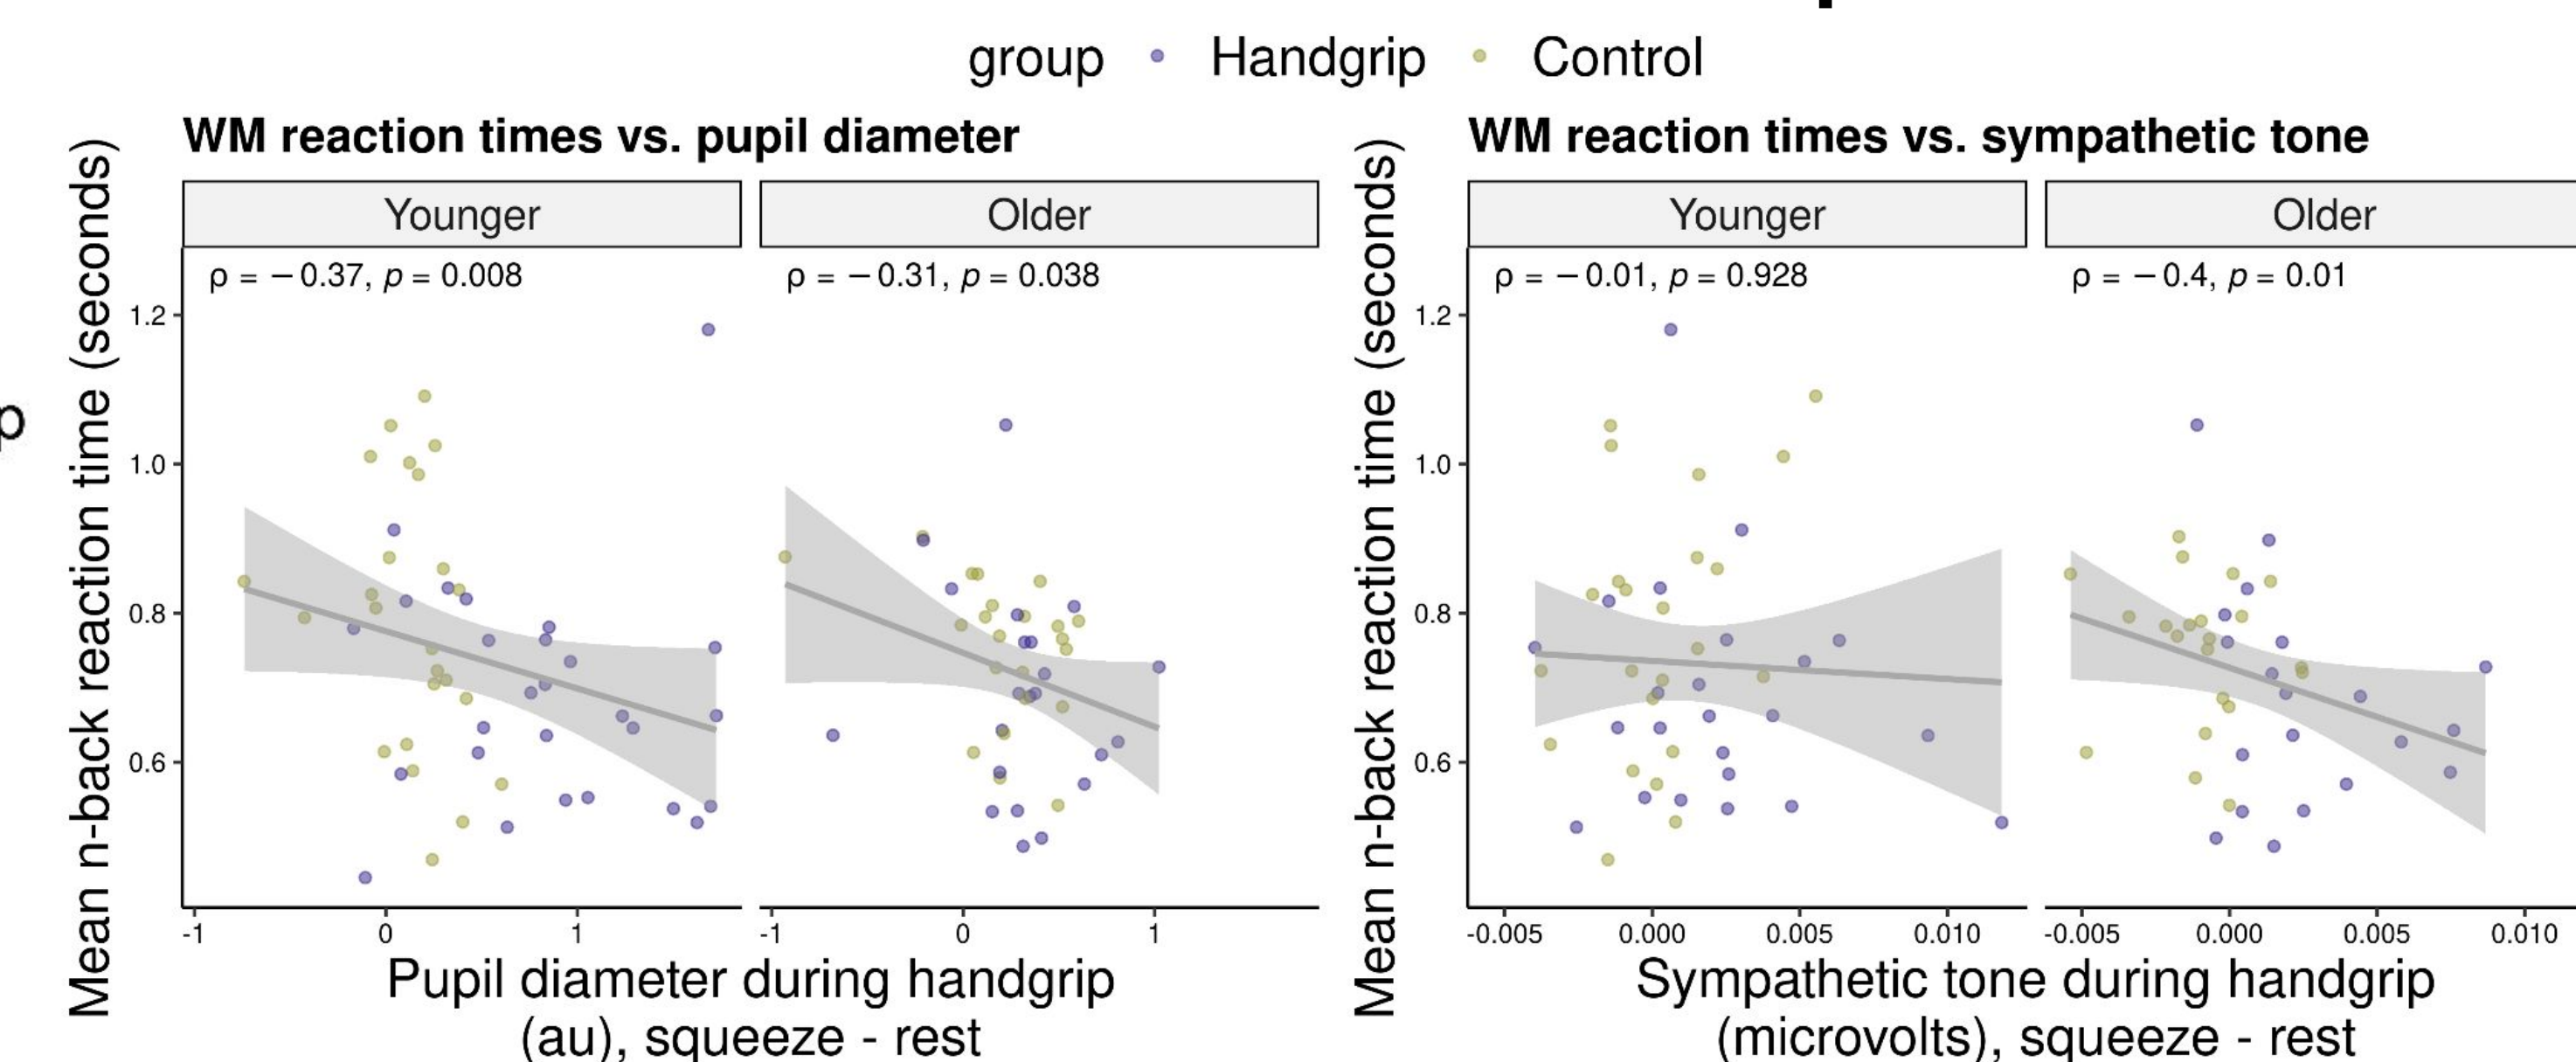 group Handgrip Control
WM reaction times vs. pupil diameter
Younger Older
ρ = −0.37, p = 0.008 ρ = −0.31, p = 0.038
Mean n-back reaction time (seconds)
1.2
1.0
0.8
0.6
-1 0 1 -1 0 1
Pupil diameter during handgrip
(au), squeeze - rest
WM reaction times vs. sympathetic tone
Younger Older
ρ = −0.01, p = 0.928 ρ = −0.4, p = 0.01
Mean n-back reaction time (seconds)
1.2
1.0
0.8
0.6
-0.005 0.000 0.005 0.010 -0.005 0.000 0.005 0.010
Sympathetic tone during handgrip
(microvolts), squeeze - rest